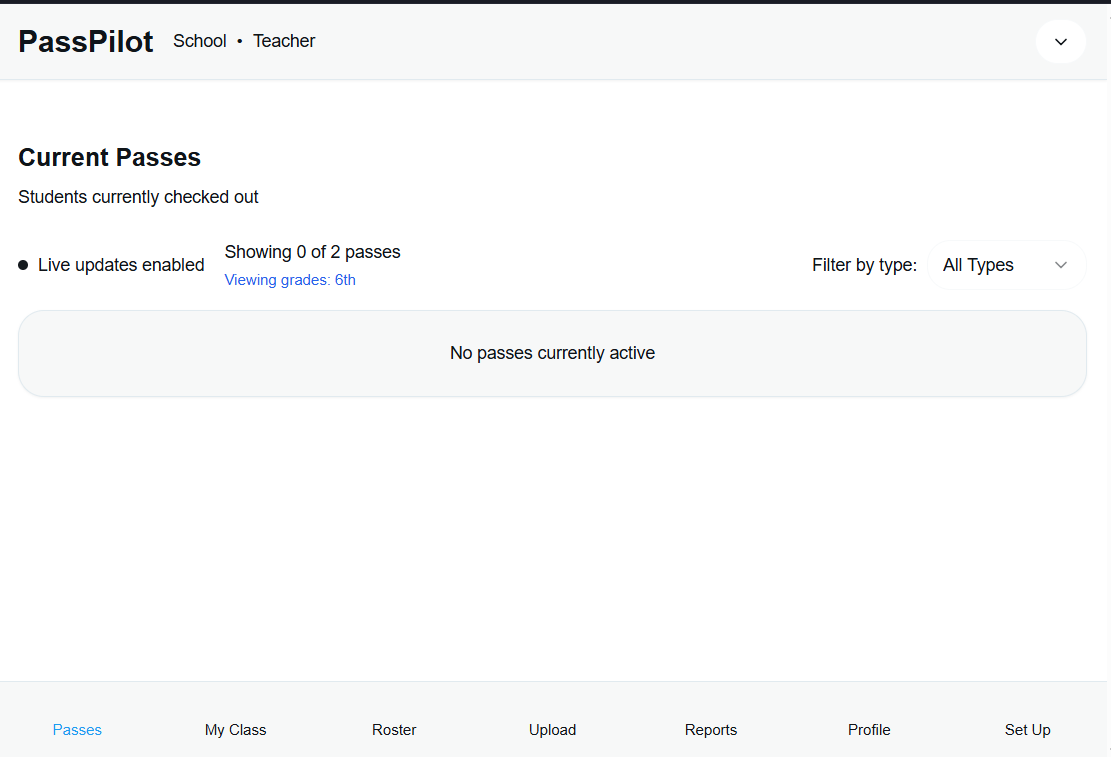 PassPilot School • Teacher
Current Passes
Students currently checked out
Live updates enabled
Showing 0 of 2 passes
Viewing grades: 6th
Filter by type: All Types
No passes currently active
Passes My Class Roster Upload Reports Profile Set Up